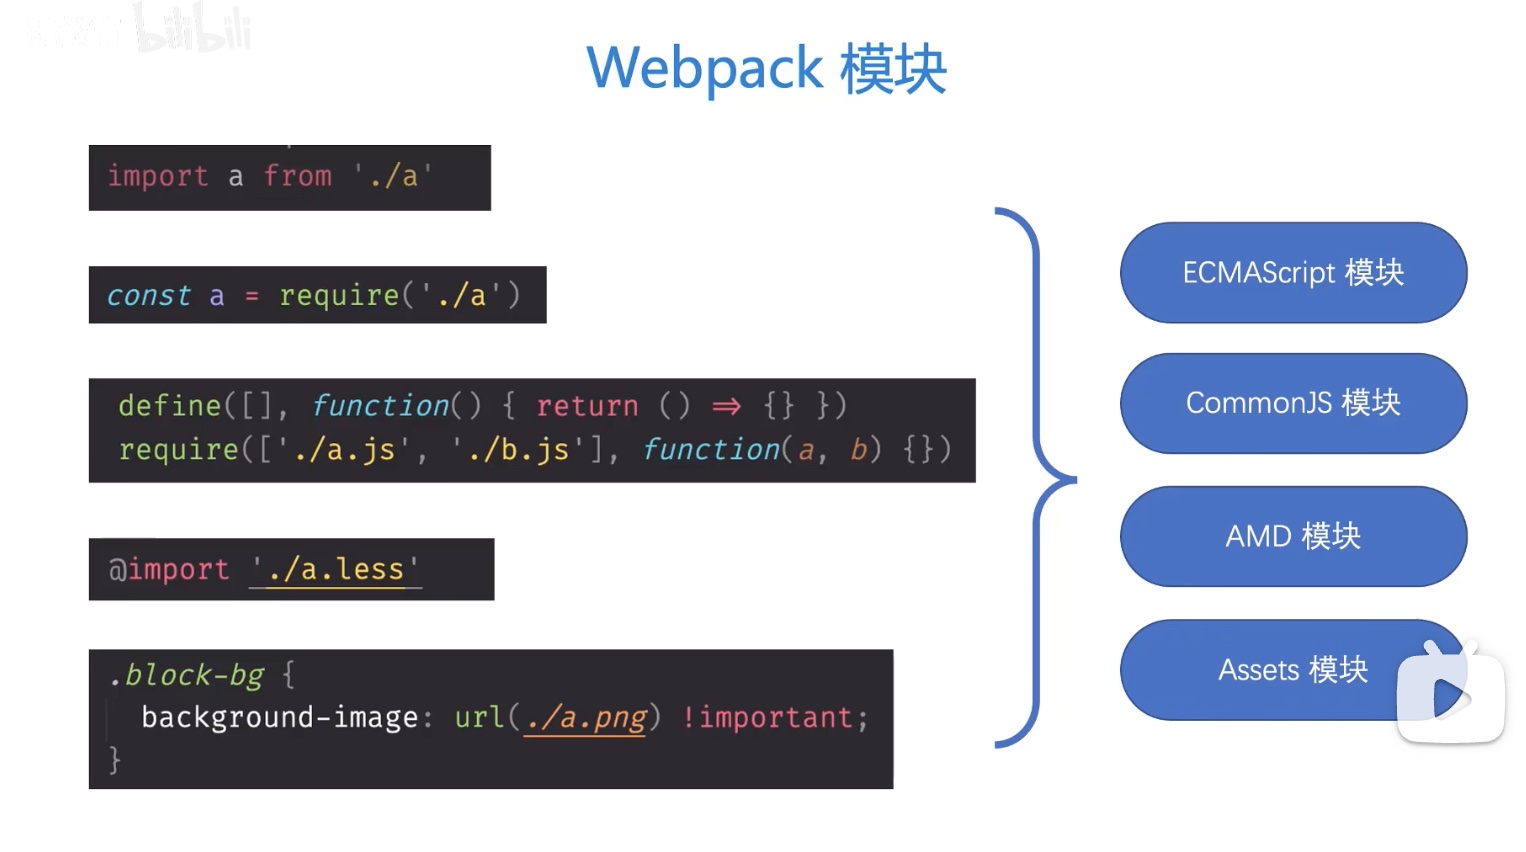 bilibili
Webpack 模块
import a from './a'
const a = require('./a')
define([], function() { return () => {} })
require(['./a.js', './b.js'], function(a, b) {})
@import './a.less'
.block-bg {
background-image: url(./a.png) !important;
}
ECMAScript 模块
CommonJS 模块
AMD 模块
Assets 模块